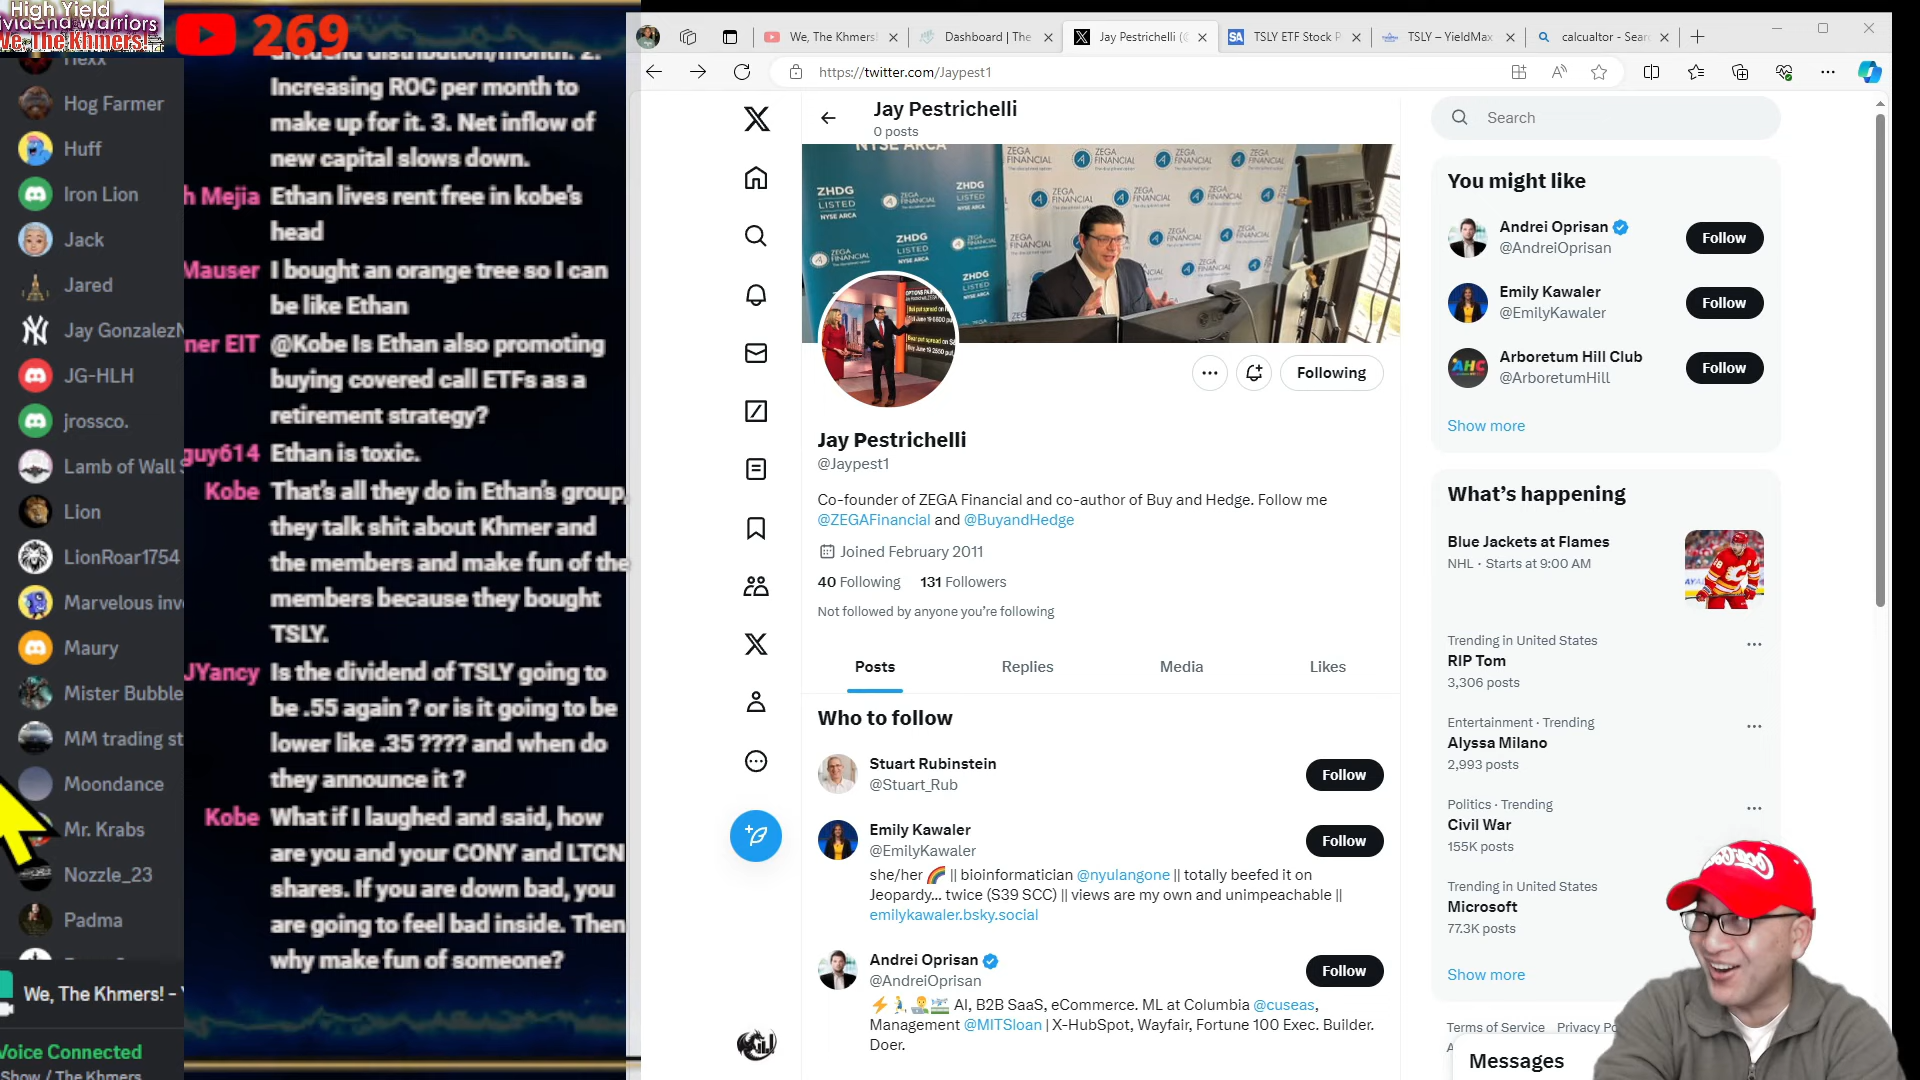 High Yield
Dividend Warriors
We, The Khmers!
269
Hog Farmer
Huff
Iron Lion
Jack
Jared
Jay Gonzalez
JG-HLH
jrossco.
Lamb of Wall S
Lion
LionRoar1754
Marvelous inv
Maury
Mister Bubble
MM trading st
Moondance
Mr. Krabs
Nozzle_23
Padma
We, The Khmers! -
Voice Connected
Show / The Khmers
dividend distribution/month. 2.
Increasing ROC per month to
make up for it. 3. Net inflow of
new capital slows down.
h Mejia Ethan lives rent free in kobe's
head
Mauser I bought an orange tree so I can
be like Ethan
ner EIT @Kobe Is Ethan also promoting
buying covered call ETFs as a
retirement strategy?
guy614 Ethan is toxic.
Kobe That's all they do in Ethan's group,
they talk shit about Khmer and
the members and make fun of the
members because they bought
TSLY.
JYancy Is the dividend of TSLY going to
be .55 again ? or is it going to be
lower like .35 ???? and when do
they announce it ?
Kobe What if I laughed and said, how
are you and your CONY and LTCN
shares. If you are down bad, you
are going to feel bad inside. Then
why make fun of someone?
We, The Khmers!
Dashboard | The
Jay Pestrichelli (@
TSLY ETF Stock P
TSLY – YieldMax
calcualtor - Sear
https://twitter.com/Jaypest1
Jay Pestrichelli
0 posts
NYSE ARCA
ZHDG
LISTED
NYSE ARCA
ZEGA
FINANCIAL
Jay Pestrichelli
@Jaypest1
Following
Co-founder of ZEGA Financial and co-author of Buy and Hedge. Follow me
@ZEGAFinancial and @BuyandHedge
Joined February 2011
40 Following 131 Followers
Not followed by anyone you're following
Posts
Replies
Media
Likes
Who to follow
Stuart Rubinstein
@Stuart_Rub
Follow
Emily Kawaler
@EmilyKawaler
Follow
she/her 🌈 || bioinformatician @nyulangone || totally beefed it on
Jeopardy... twice (S39 SCC) || views are my own and unimpeachable ||
emilykawaler.bsky.social
Andrei Oprisan
@AndreiOprisan
Follow
AI, B2B SaaS, eCommerce. ML at Columbia @cuseas,
Management @MITSloan | X-HubSpot, Wayfair, Fortune 100 Exec. Builder.
Doer.
Search
You might like
Andrei Oprisan
@AndreiOprisan
Follow
Emily Kawaler
@EmilyKawaler
Follow
AHC
Arboretum Hill Club
@ArboretumHill
Follow
Show more
What's happening
Blue Jackets at Flames
NHL · Starts at 9:00 AM
Trending in United States
RIP Tom
3,306 posts
Entertainment · Trending
Alyssa Milano
2,993 posts
Politics · Trending
Civil War
155K posts
Trending in United States
Microsoft
77.3K posts
Show more
Terms of Service Privacy Po
Messages
Coca-Cola